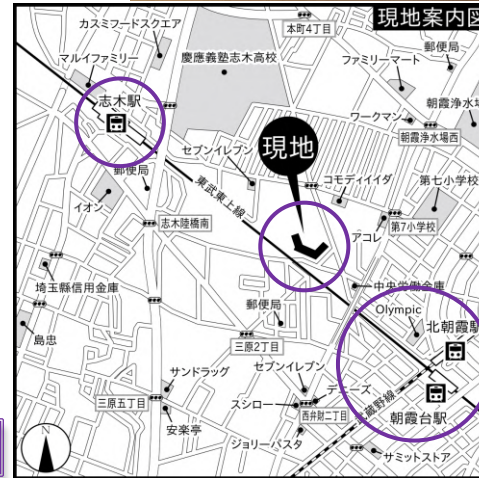 現地案内図
カスミフードスクエア
本町4丁目
郵便局
マルイファミリー
慶應義塾志木高校
ファミリーマート
志木駅
ワークマン
朝霞浄水場
朝霞浄水場西
セブンイレブン
現地
郵便局
コモディイイダ
第七小学校
イオン
東武東上線
志木陸橋南
アコレ
第7小学校
埼玉縣信用金庫
中央労働金庫
郵便局
Olympic
北朝霞駅
島忠
三原2丁目
サンドラッグ
セブンイレブン
デニーズ
武蔵野線
三原五丁目
スシロー
西弁財二丁目
朝霞台駅
安楽亭
ジョリーパスタ
サミットストア
N